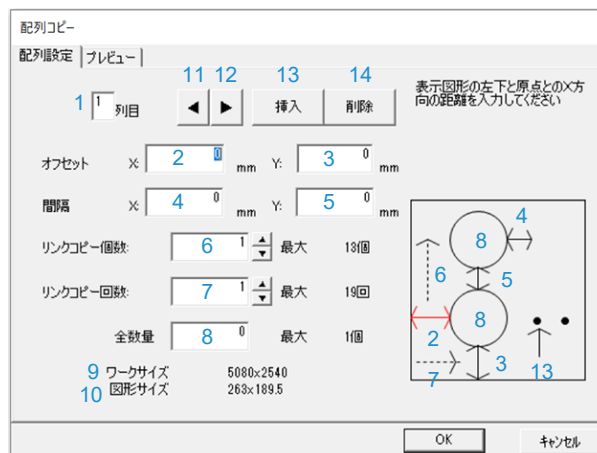 配列コピー
配列設定 プレビュー
11 12 13 14
1 1 列目 ◀ ▶ 挿入 削除
表示図形の左下と原点とのX方
向の距離を入力してください
オフセット X: 2 0 mm Y: 3 0 mm
間隔 X: 4 0 mm Y: 5 0 mm
リンクコピー個数: 6 1 最大 13個
リンクコピー回数: 7 1 最大 19回
全数量 8 0 最大 1個
9 ワークサイズ 5080x2540
10 図形サイズ 263x189.5
4
8
6 5
8
2
7 3 13
OK キャンセル